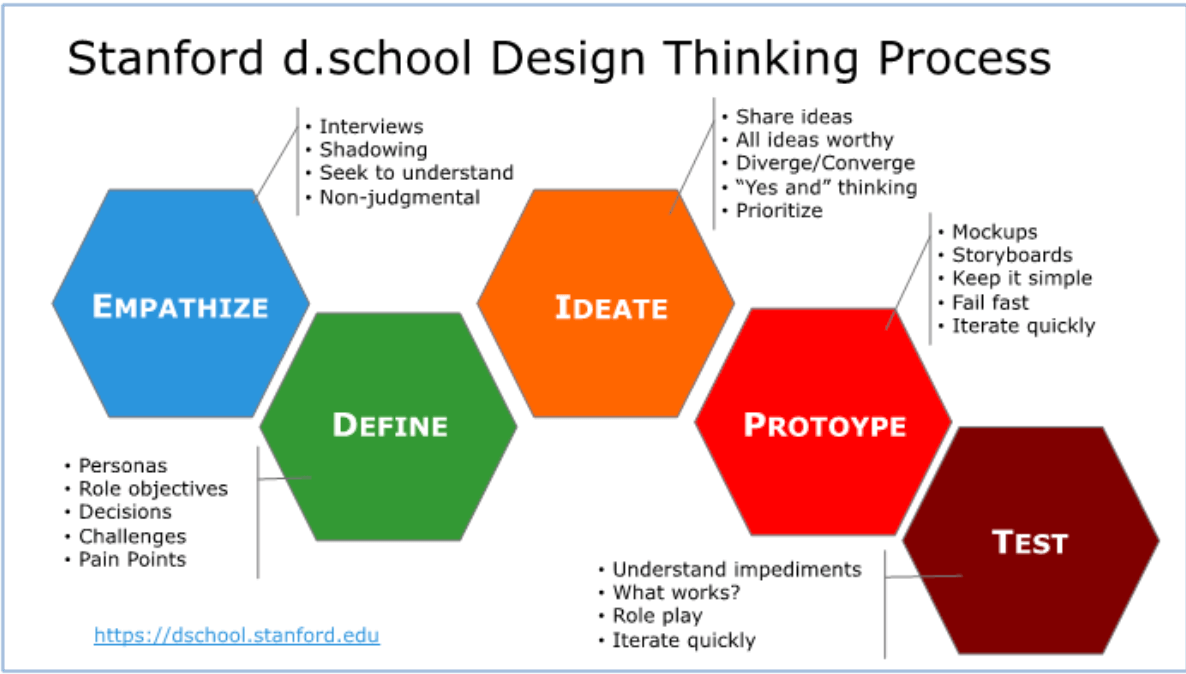 Stanford d.school Design Thinking Process
• Interviews
• Shadowing
• Seek to understand
• Non-judgmental
• Share ideas
• All ideas worthy
• Diverge/Converge
• “Yes and” thinking
• Prioritize
• Mockups
• Storyboards
• Keep it simple
• Fail fast
• Iterate quickly
EMPATHIZE
DEFINE
IDEATE
PROTOYPE
TEST
• Personas
• Role objectives
• Decisions
• Challenges
• Pain Points
• Understand impediments
• What works?
• Role play
• Iterate quickly
https://dschool.stanford.edu